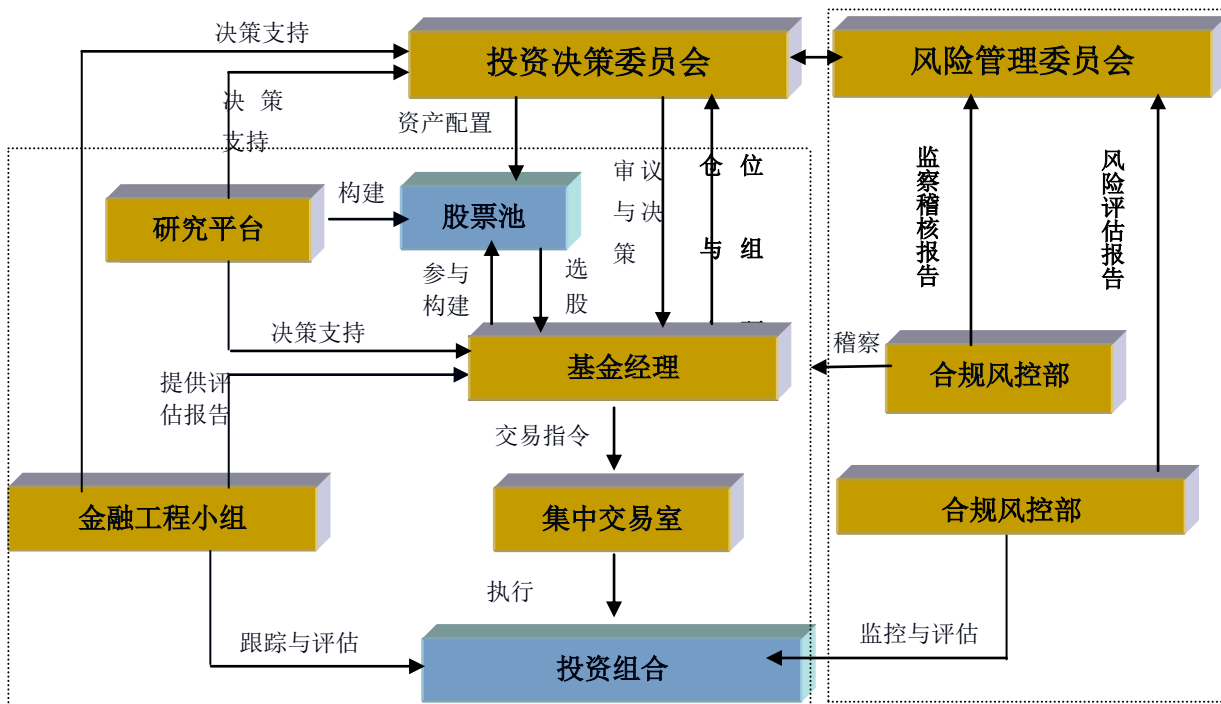 决策支持
投资决策委员会
风险管理委员会
决 策
支持
资产配置
审 议
与 决
策
仓 位
与 组
监察稽核报告
风险评估报告
研究平台
构建
股票池
参与
构建
选
股
决策支持
基金经理
稽察
合规风控部
提供评
估报告
交易指令
金融工程小组
集中交易室
合规风控部
执行
跟踪与评估
投资组合
监控与评估